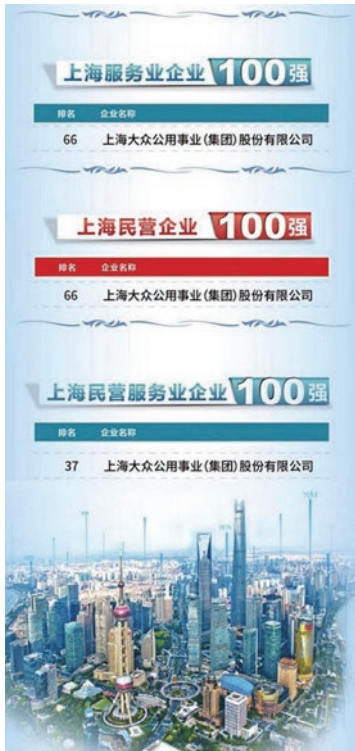 上海服务业企业100强
排名 企业名称
66 上海大众公用事业(集团)股份有限公司
上海民营企业100强
排名 企业名称
66 上海大众公用事业(集团)股份有限公司
上海民营服务业企业100强
排名 企业名称
37 上海大众公用事业(集团)股份有限公司